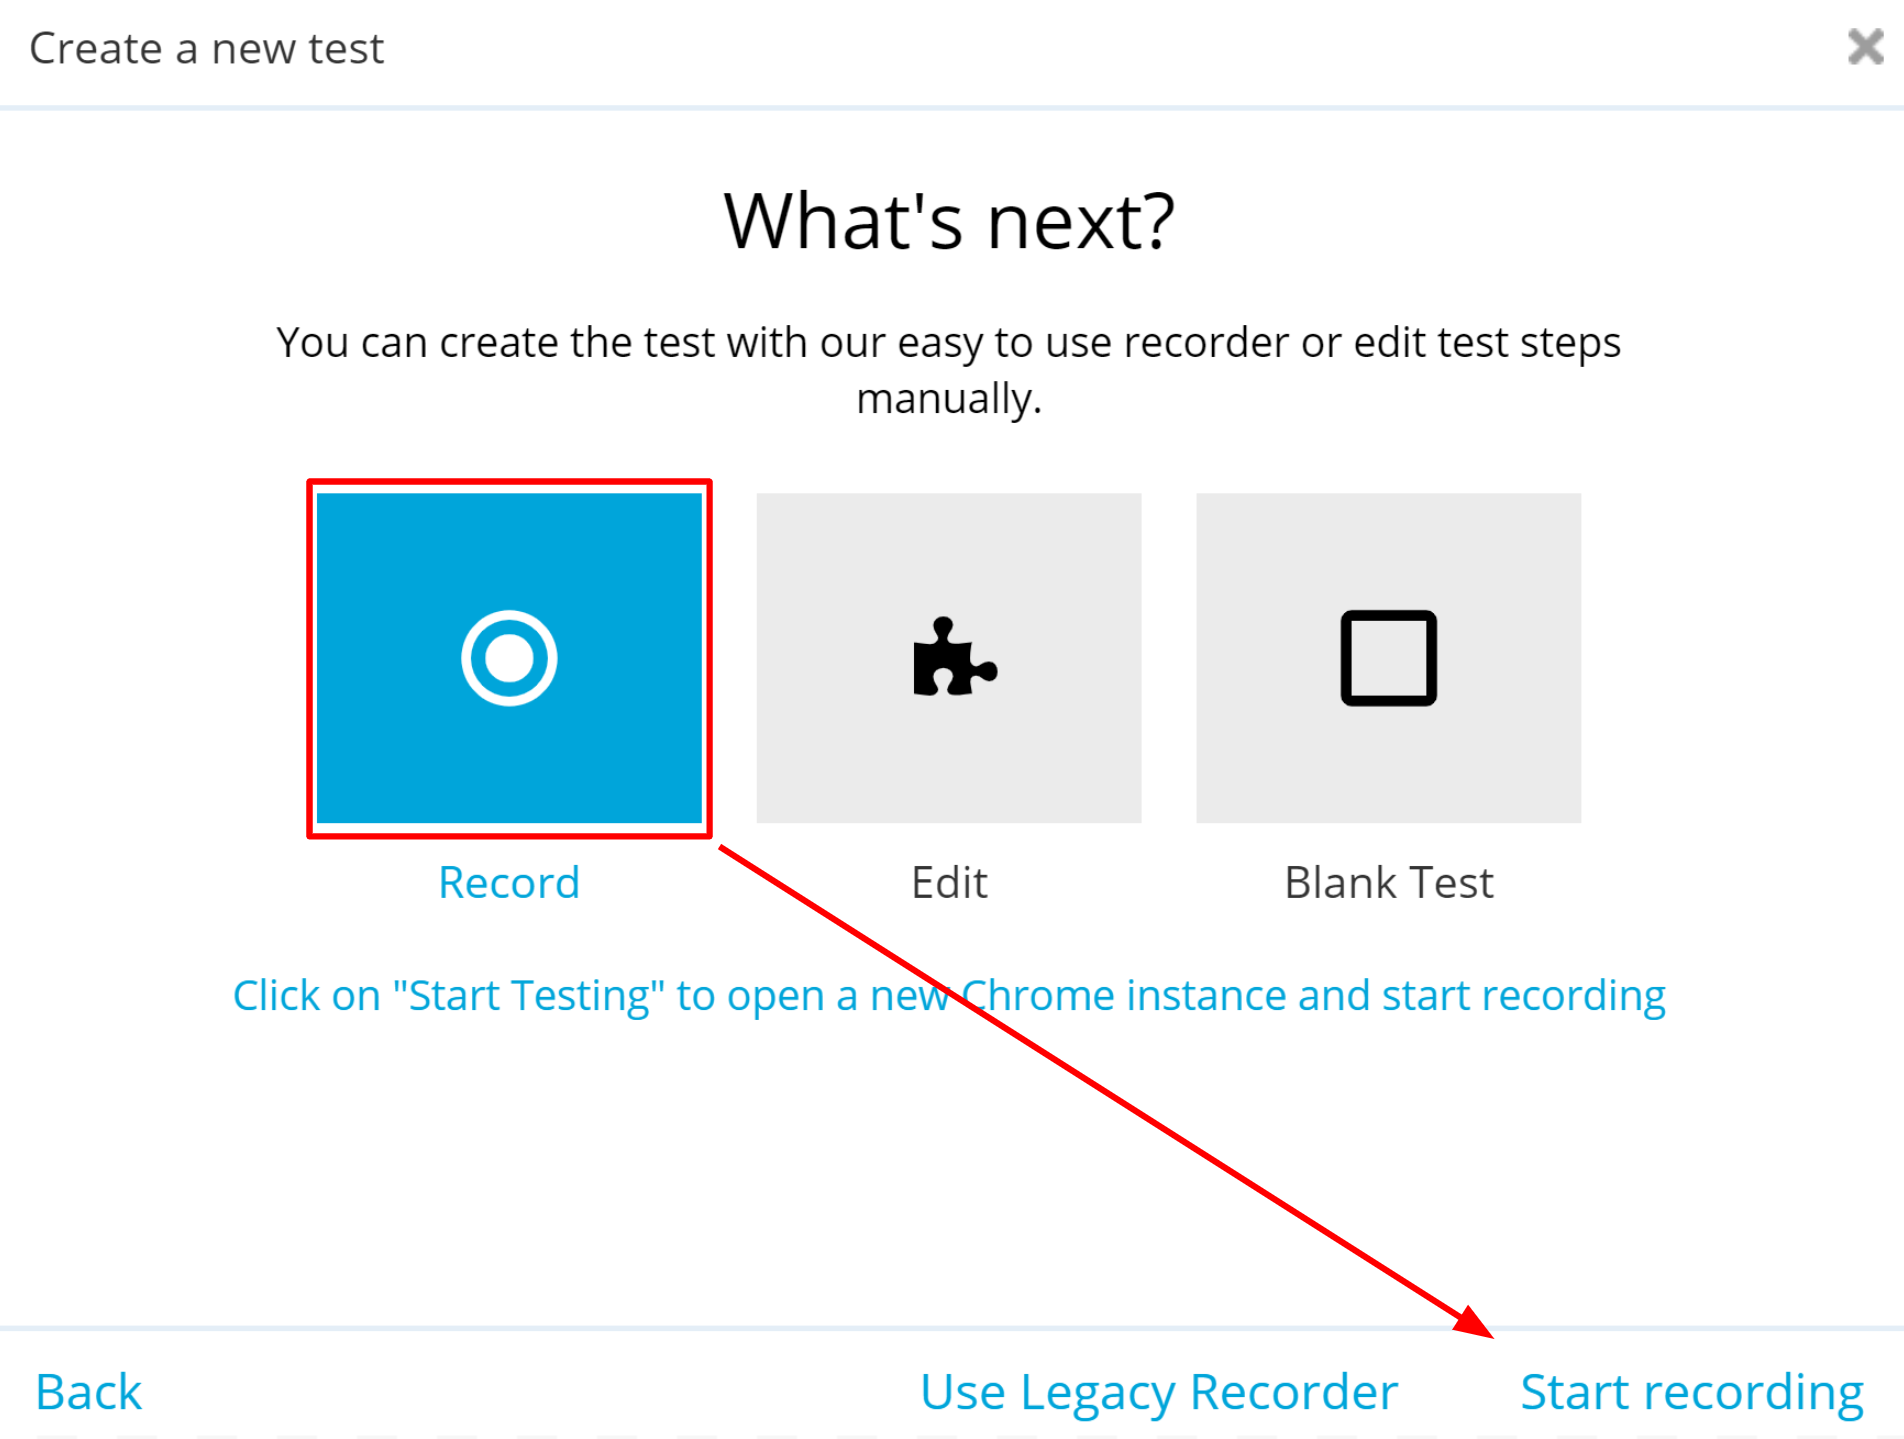 Create a new test
What's next?
You can create the test with our easy to use recorder or edit test steps
manually.
Record
Edit
Blank Test
Click on "Start Testing" to open a new Chrome instance and start recording
Back
Use Legacy Recorder
Start recording